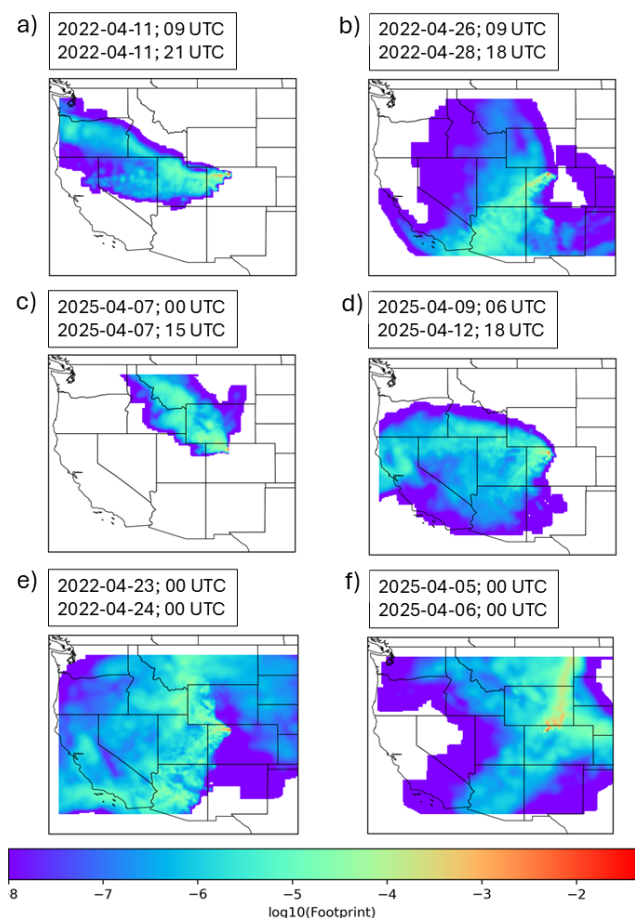 a)
2022-04-11; 09 UTC
2022-04-11; 21 UTC
b)
2022-04-26; 09 UTC
2022-04-28; 18 UTC
c)
2025-04-07; 00 UTC
2025-04-07; 15 UTC
d)
2025-04-09; 06 UTC
2025-04-12; 18 UTC
e)
2022-04-23; 00 UTC
2022-04-24; 00 UTC
f)
2025-04-05; 00 UTC
2025-04-06; 00 UTC
8 −7 −6 −5 −4 −3 −2
log10(Footprint)